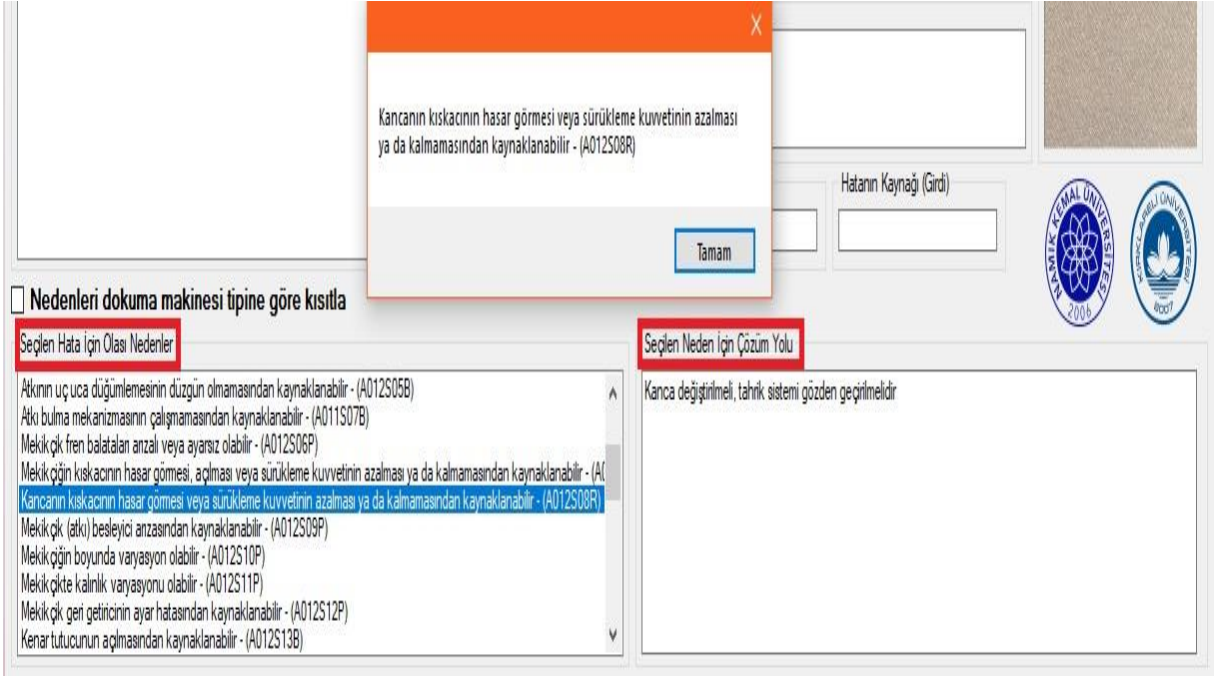 X
Kancanın kıskacının hasar görmesi veya sürükleme kuvvetinin azalması
ya da kalmamasından kaynaklanabilir - (A012S08R)
Tamam
Hatanın Kaynağı (Girdi)
NAMIK KEMAL ÜNİVERSİTESİ
2006
KIRKLARELİ ÜNİVERSİTESİ
2007
Nedenleri dokuma makinesi tipine göre kısıtla
Seçilen Hata İçin Olası Nedenler
Atkının uç uca düğümlemesinin düzgün olmamasından kaynaklanabilir - (A012S05B)
Atkı bulma mekanizmasının çalışmamasından kaynaklanabilir - (A011S07B)
Mekikçik fren balataları arızalı veya ayarsız olabilir - (A012S06P)
Mekikçiğin kıskacının hasar görmesi, açılması veya sürükleme kuvvetinin azalması ya da kalmamasından kaynaklanabilir - (A0
Kancanın kıskacının hasar görmesi veya sürükleme kuvvetinin azalması ya da kalmamasından kaynaklanabilir - (A012S08R)
Mekikçik (atkı) besleyici arızasından kaynaklanabilir - (A012S09P)
Mekikçiğin boyunda varyasyon olabilir - (A012S10P)
Mekikçikte kalınlık varyasyonu olabilir - (A012S11P)
Mekikçik geri getiricinin ayar hatasından kaynaklanabilir - (A012S12P)
Kenar tutucunun açılmasından kaynaklanabilir - (A012S13B)
Seçilen Neden İçin Çözüm Yolu
Kanca değiştirilmeli, tahrik sistemi gözden geçirilmelidir